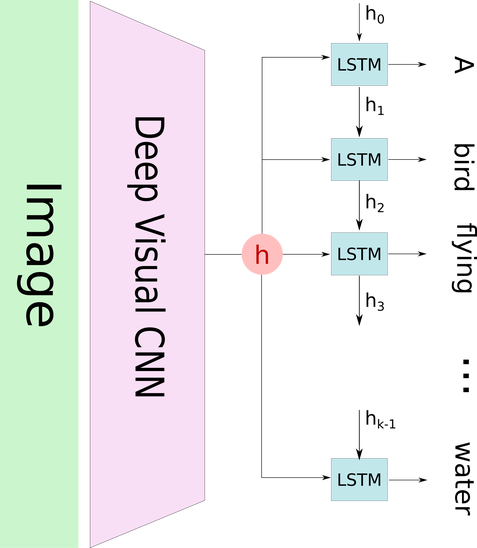 Image
Deep Visual CNN
h
h₀
LSTM
A
h₁
LSTM
bird
h₂
LSTM
flying
h₃
...
hₖ₋₁
LSTM
water